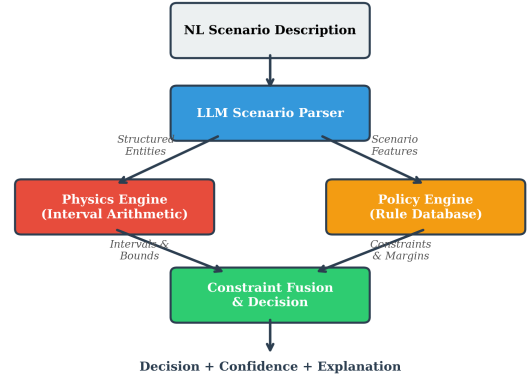 NL Scenario Description
LLM Scenario Parser
Structured
Entities
Scenario
Features
Physics Engine
(Interval Arithmetic)
Policy Engine
(Rule Database)
Intervals &
Bounds
Constraints
& Margins
Constraint Fusion
& Decision
Decision + Confidence + Explanation